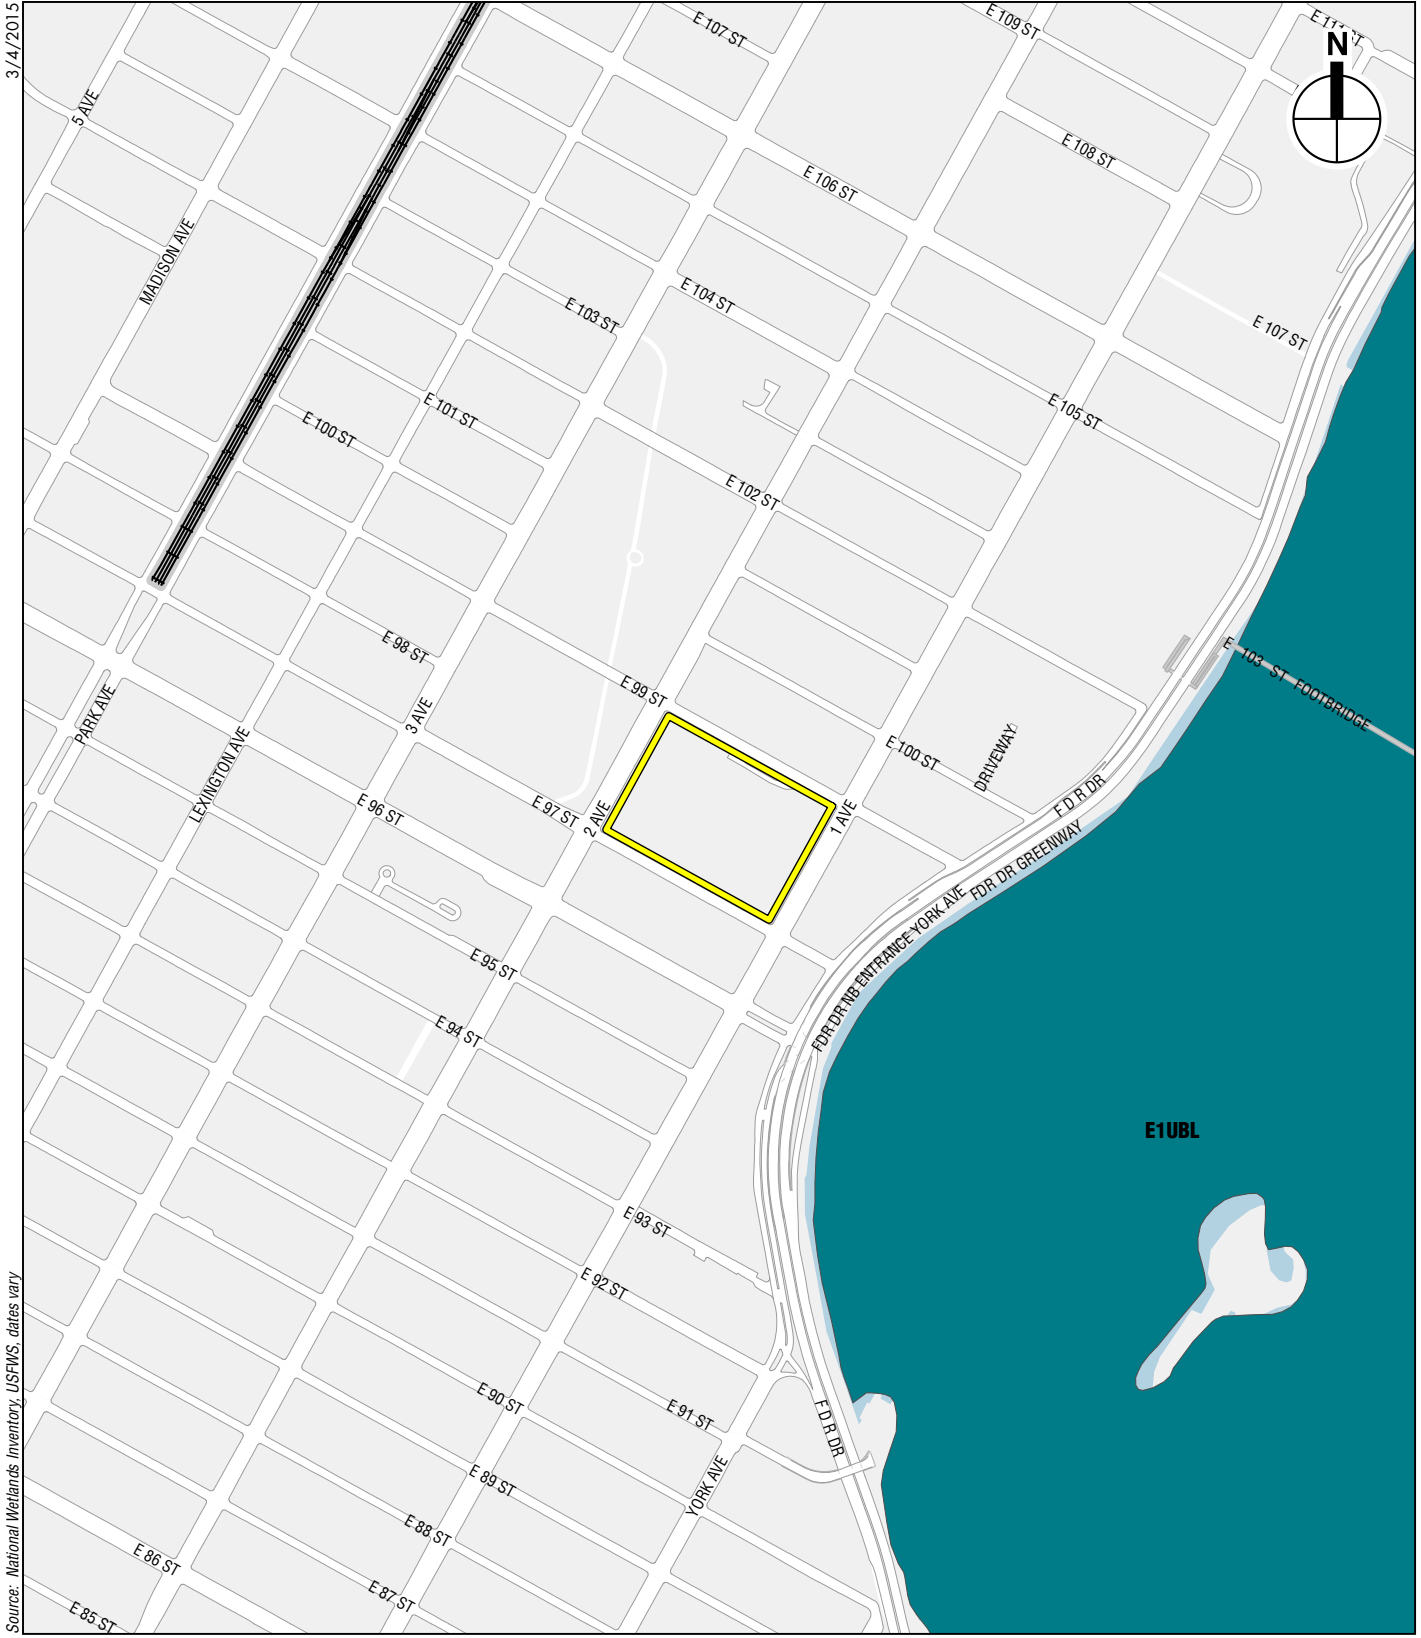 3/4/2015
E 107 ST
E 109 ST
N
5 AVE
E 108 ST
E 106 ST
MADISON AVE
E 104 ST
E 103 ST
E 107 ST
E 101 ST
E 100 ST
E 105 ST
E 102 ST
E 98 ST
E 103 ST FOOTBRIDGE
E 99 ST
PARK AVE
3 AVE
LEXINGTON AVE
E 100 ST
DRIVEWAY
E 96 ST
E 97 ST
2 AVE
1 AVE
F D R DR
FDR DR GREENWAY
FDR DR NB ENTRANCE YORK AVE
E 95 ST
E 94 ST
E1UBL
E 93 ST
E 92 ST
E 90 ST
E 91 ST
F D R DR
E 89 ST
YORK AVE
E 88 ST
E 86 ST
E 87 ST
E 85 ST
Source: National Wetlands Inventory, USFWS, dates vary